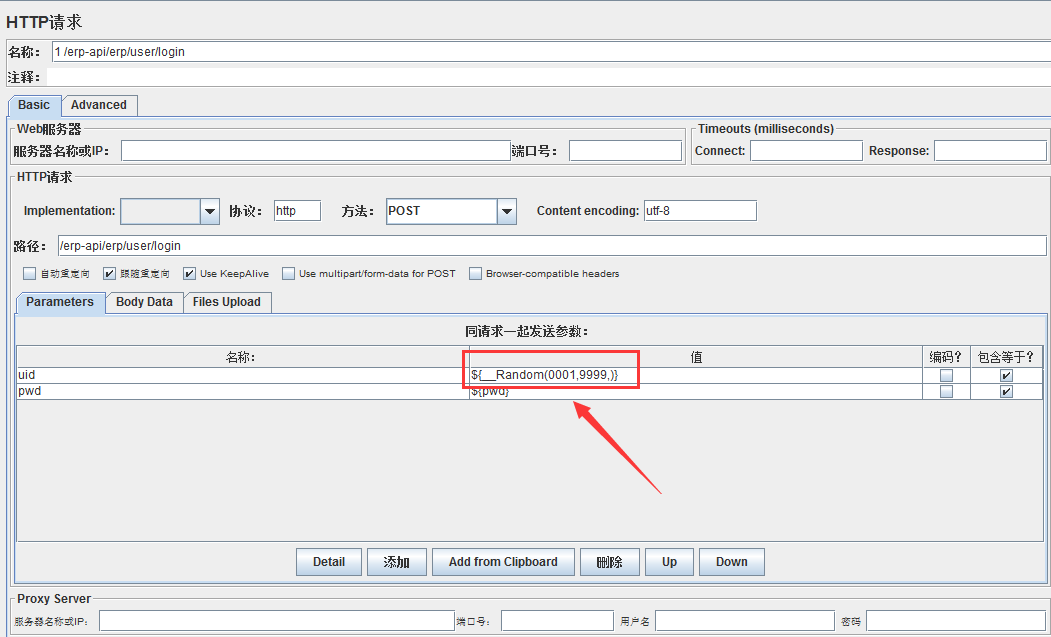 HTTP请求
名称： 1 /erp-api/erp/user/login
注释：
Basic Advanced
Web服务器 Timeouts (milliseconds)
服务器名称或IP： 端口号： Connect: Response:
HTTP请求
Implementation: 协议： http 方法： POST Content encoding: utf-8
路径： /erp-api/erp/user/login
自动重定向 跟随重定向 Use KeepAlive Use multipart/form-data for POST Browser-compatible headers
Parameters Body Data Files Upload
同请求一起发送参数：
名称： 值 编码？ 包含等于？
uid ${__Random(0001,9999,)}
pwd ${pwd}
Detail 添加 Add from Clipboard 删除 Up Down
Proxy Server
服务器名称或IP： 端口号： 用户名 密码